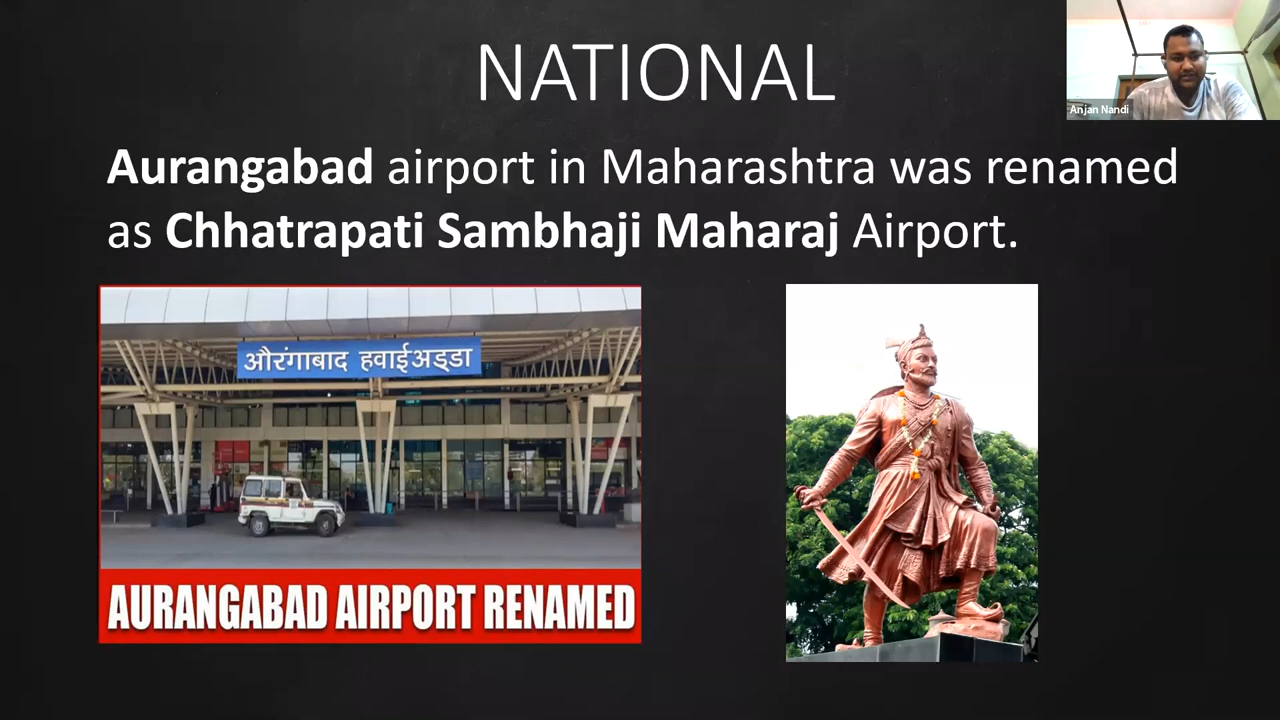 NATIONAL
Anjan Nandi
Aurangabad airport in Maharashtra was renamed
as Chhatrapati Sambhaji Maharaj Airport.
औरंगाबाद हवाईअड्डा
AURANGABAD AIRPORT RENAMED